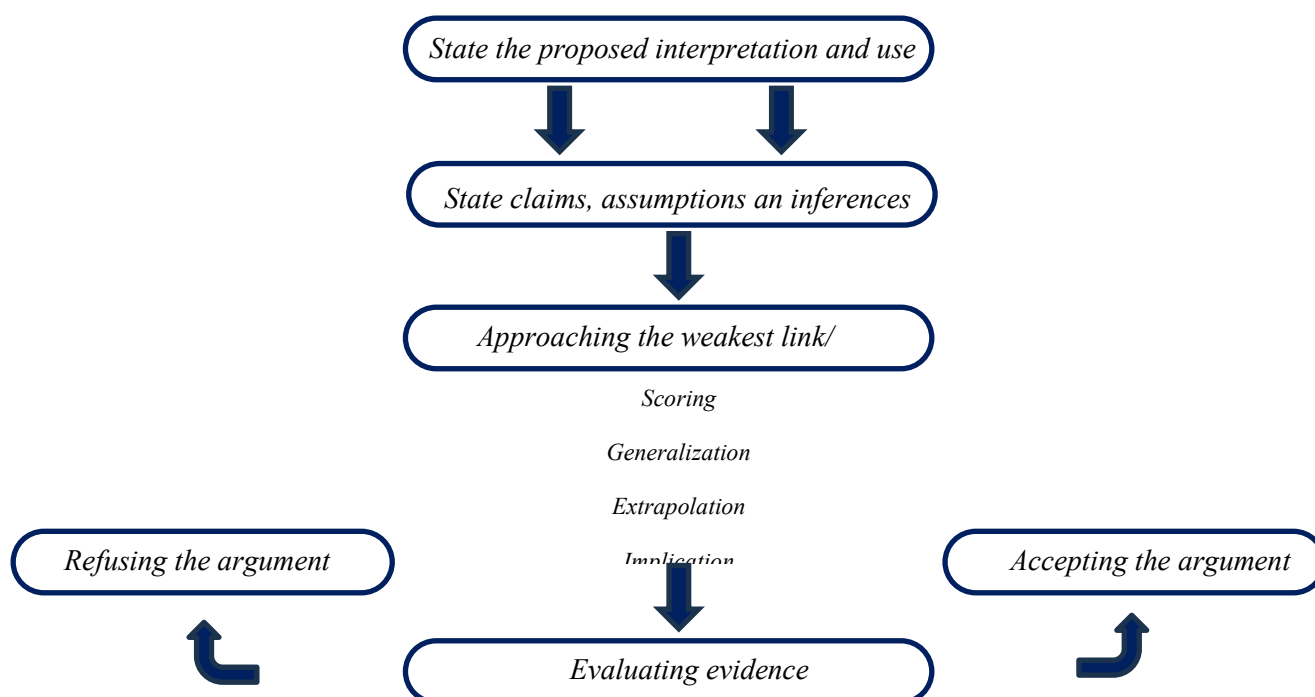 State the proposed interpretation and use
State claims, assumptions an inferences
Approaching the weakest link/
Scoring
Generalization
Extrapolation
Implication
Refusing the argument
Accepting the argument
Evaluating evidence